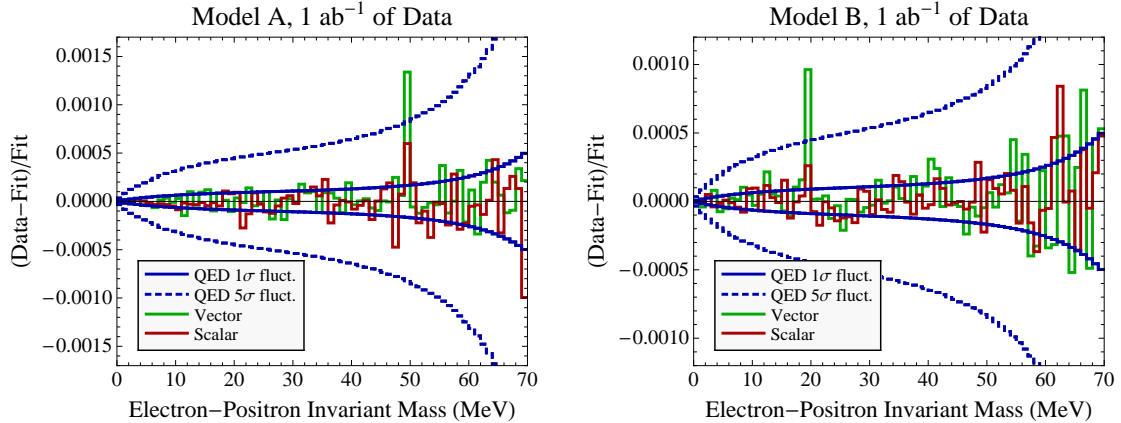 Model A, 1 ab⁻¹ of Data
(Data−Fit)/Fit
0.0015
0.0010
0.0005
0.0000
−0.0005
−0.0010
−0.0015
QED 1σ fluct.
QED 5σ fluct.
Vector
Scalar
0 10 20 30 40 50 60 70
Electron−Positron Invariant Mass (MeV)
Model B, 1 ab⁻¹ of Data
(Data−Fit)/Fit
0.0010
0.0005
0.0000
−0.0005
−0.0010
QED 1σ fluct.
QED 5σ fluct.
Vector
Scalar
0 10 20 30 40 50 60 70
Electron−Positron Invariant Mass (MeV)